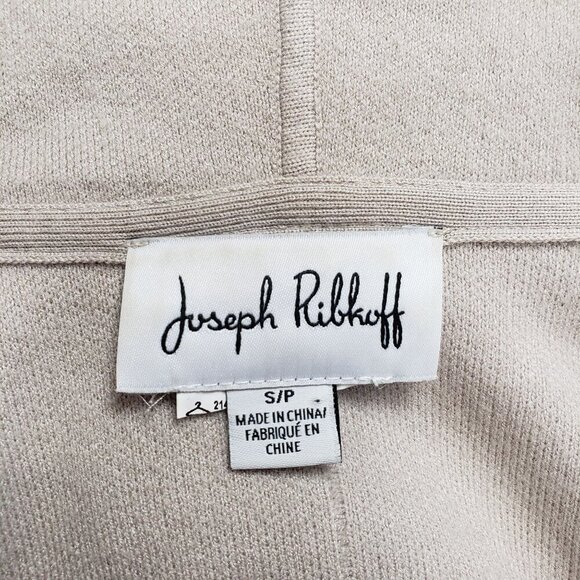 Joseph Ribkoff
S/P
MADE IN CHINA/
FABRIQUÉ EN
CHINE